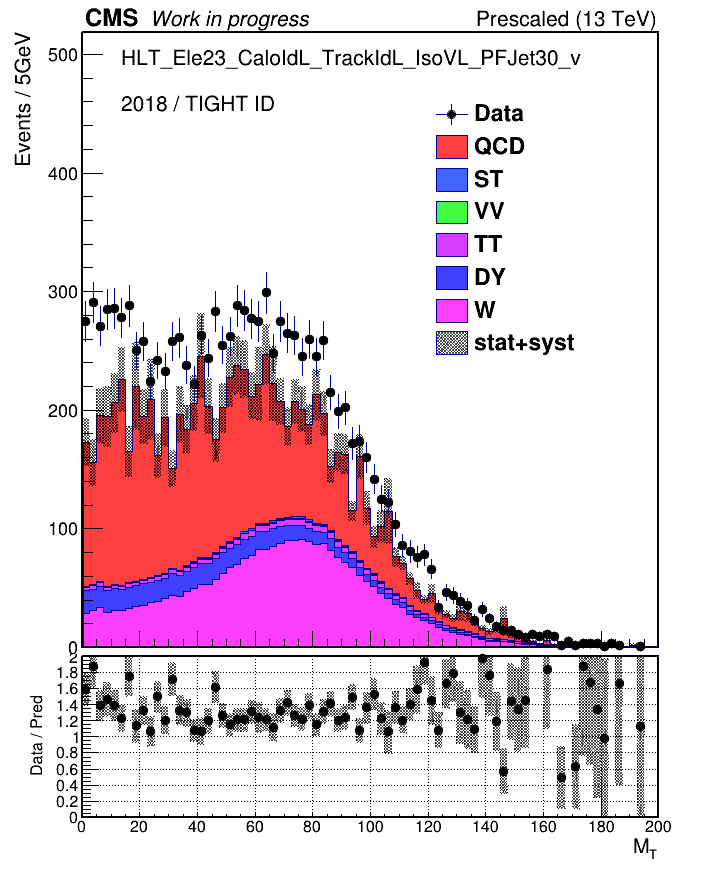 CMS Work in progress Prescaled (13 TeV)
Events / 5GeV
HLT_Ele23_CaloIdL_TrackIdL_IsoVL_PFJet30_v
2018 / TIGHT ID
Data
QCD
ST
VV
TT
DY
W
stat+syst
500
400
300
200
100
0
Data / Pred
2
1.8
1.6
1.4
1.2
1
0.8
0.6
0.4
0.2
0
0 20 40 60 80 100 120 140 160 180 200
M_T